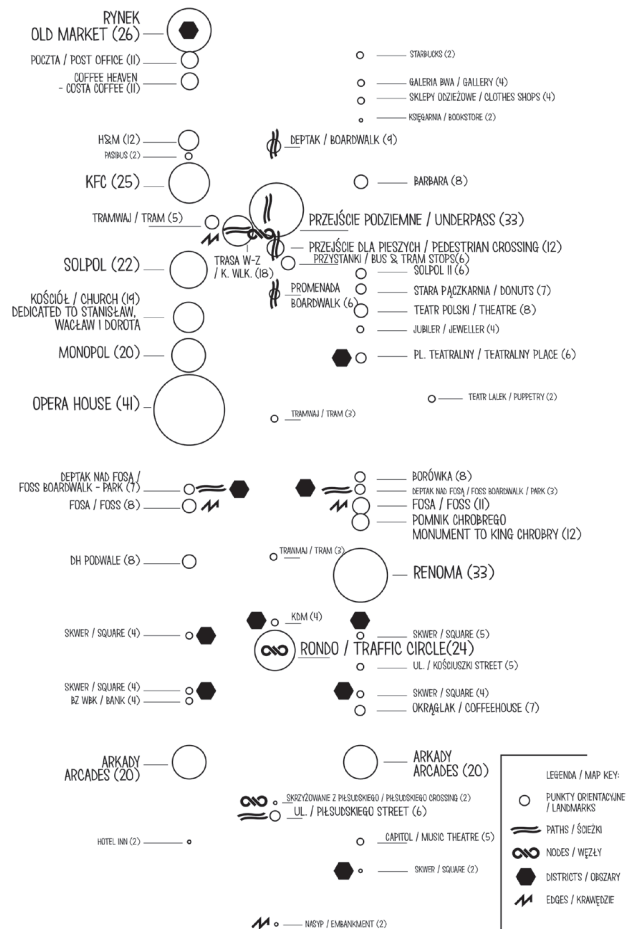 RYNEK
OLD MARKET (26)
POCZTA / POST OFFICE (11)
COFFEE HEAVEN
- COSTA COFFEE (11)
STARBUCKS (2)
GALERIA BWA / GALLERY (4)
SKLEPY ODZIEŻOWE / CLOTHES SHOPS (4)
KSIĘGARNIA / BOOKSTORE (2)
H&M (12)
PASIBUS (2)
DEPTAK / BOARDWALK (9)
KFC (25)
BARBARA (8)
TRAMWAJ / TRAM (5)
PRZEJŚCIE PODZIEMNE / UNDERPASS (33)
PRZEJŚCIE DLA PIESZYCH / PEDESTRIAN CROSSING (12)
TRASA W-Z
/ K. WLK. (18)
PRZYSTANKI / BUS & TRAM STOPS(6)
SOLPOL (22)
SOLPOL II (6)
PROMENADA
BOARDWALK (6)
STARA PĄCZKARNIA / DONUTS (7)
KOŚCIÓŁ / CHURCH (19)
DEDICATED TO STANISŁAW,
WACŁAW I DOROTA
TEATR POLSKI / THEATRE (8)
JUBILER / JEWELLER (4)
MONOPOL (20)
PL. TEATRALNY / TEATRALNY PLACE (6)
OPERA HOUSE (41)
TEATR LALEK / PUPPETRY (2)
TRAMWAJ / TRAM (3)
DEPTAK NAD FOSĄ /
FOSS BOARDWALK - PARK (7)
FOSA / FOSS (8)
BORÓWKA (8)
DEPTAK NAD FOSĄ / FOSS BOARDWALK / PARK (3)
FOSA / FOSS (11)
POMNIK CHROBREGO
MONUMENT TO KING CHROBRY (12)
DH PODWALE (8)
TRAWMAJ / TRAM (3)
RENOMA (33)
KDM (4)
SKWER / SQUARE (4)
SKWER / SQUARE (5)
RONDO / TRAFFIC CIRCLE(24)
UL. / KOŚCIUSZKI STREET (5)
SKWER / SQUARE (4)
BZ WBK / BANK (4)
SKWER / SQUARE (4)
OKRĄGLAK / COFFEEHOUSE (7)
ARKADY
ARCADES (20)
ARKADY
ARCADES (20)
SKRZYŻOWANE Z PIŁSUDSKIEGO / PIŁSUDSKIEGO CROSSING (2)
UL. / PIŁSUDSKIEGO STREET (6)
HOTEL INN (2)
CAPITOL / MUSIC THEATRE (5)
SKWER / SQUARE (2)
NASYP / EMBANKMENT (2)
LEGENDA / MAP KEY:
PUNKTY ORIENTACYJNE
/ LANDMARKS
PATHS / ŚCIEŻKI
NODES / WĘZŁY
DISTRICTS / OBSZARY
EDGES / KRAWĘDZIE